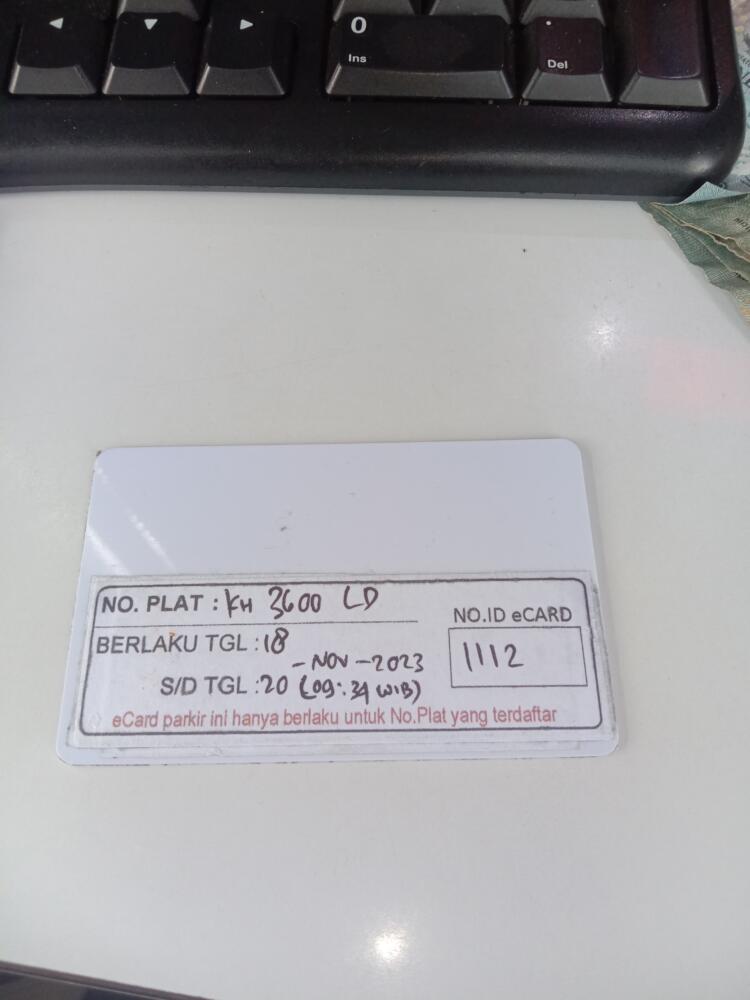 0
Ins
.
Del
NO. PLAT : KH 3600 LD
NO.ID eCARD
BERLAKU TGL : 18
1112
- NOV - 2023
S/D TGL : 20 (09:34 WIB)
eCard parkir ini hanya berlaku untuk No.Plat yang terdaftar